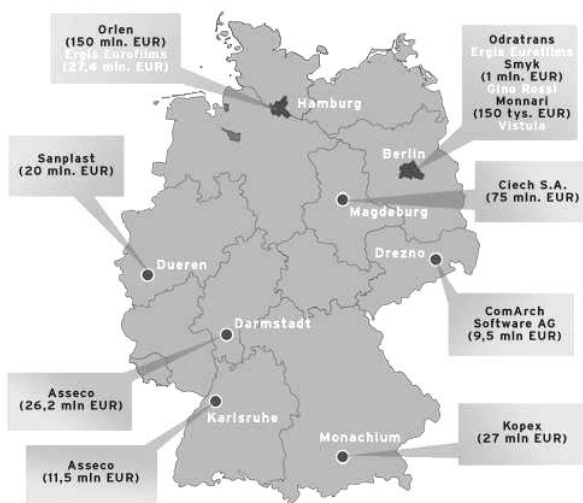 Orlen
(150 mln. EUR)
Ergis Eurofilms
(27,4 mln. EUR)
Hamburg
Odratrans
Ergis Eurofilms
Smyk
(1 mln. EUR)
Gino Rossi
Monnari
(150 tys. EUR)
Vistula
Berlin
Sanplast
(20 mln. EUR)
Ciech S.A.
(75 mln. EUR)
Magdeburg
Dueren
Drezno
ComArch
Software AG
(9,5 mln EUR)
Darmstadt
Asseco
(26,2 mln EUR)
Karlsruhe
Asseco
(11,5 mln EUR)
Monachium
Kopex
(27 mln EUR)